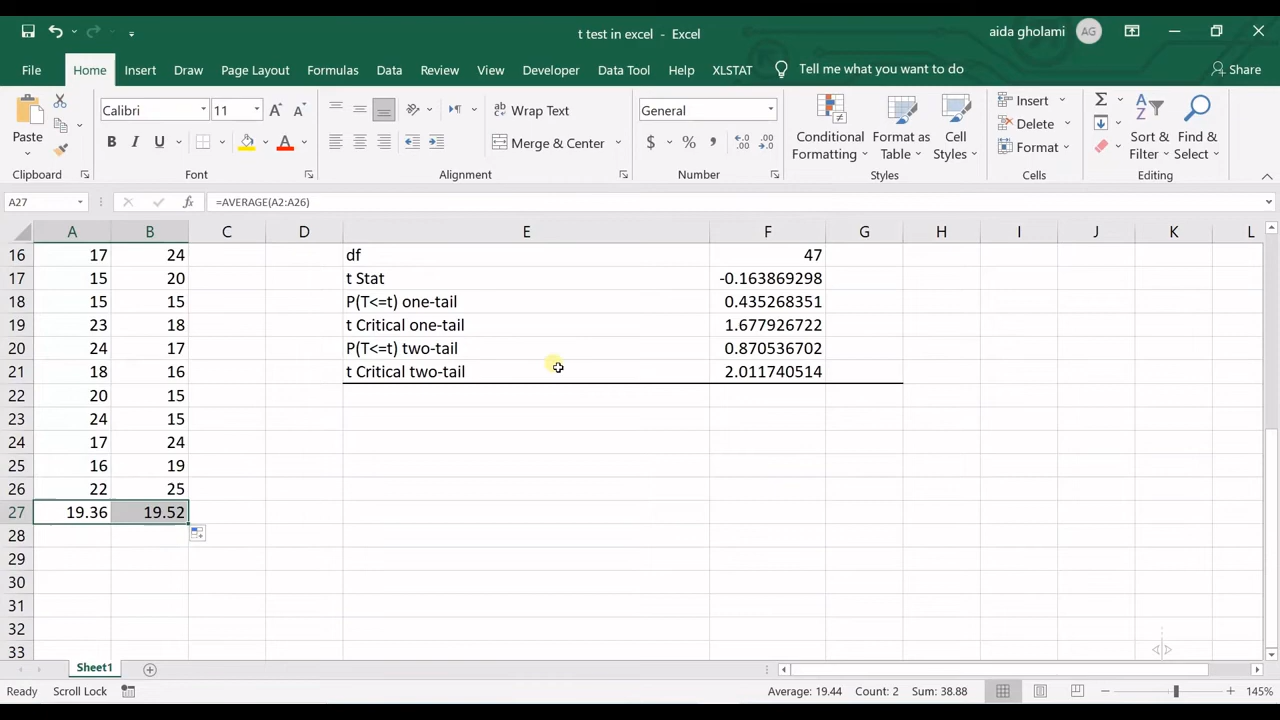 t test in excel - Excel
aida gholami AG
File Home Insert Draw Page Layout Formulas Data Review View Developer Data Tool Help XLSTAT Tell me what you want to do Share
Calibri 11 Wrap Text General Insert
Paste B I U A Merge & Center $ % Conditional Formatting Format as Table Cell Styles Delete Format Sort & Filter Find & Select
Clipboard Font Alignment Number Styles Cells Editing
A27 fx =AVERAGE(A2:A26)
A B C D E F G H I J K L
16 17 24 df 47
17 15 20 t Stat -0.163869298
18 15 15 P(T<=t) one-tail 0.435268351
19 23 18 t Critical one-tail 1.677926722
20 24 17 P(T<=t) two-tail 0.870536702
21 18 16 t Critical two-tail 2.011740514
22 20 15
23 24 15
24 17 24
25 16 19
26 22 25
27 19.36 19.52
28
29
30
31
32
33
Sheet1
Ready Scroll Lock Average: 19.44 Count: 2 Sum: 38.88 145%